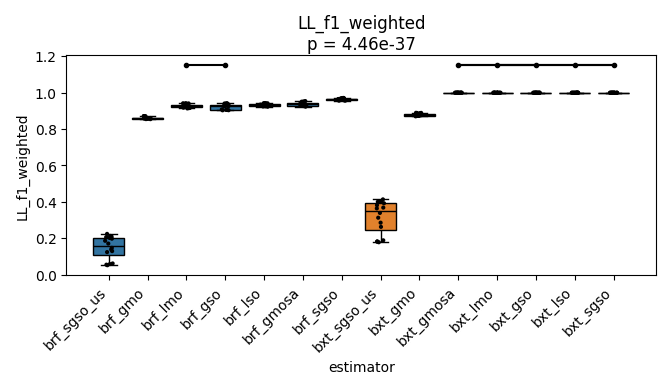 LL_f1_weighted
p = 4.46e-37
LL_f1_weighted
1.2
1.0
0.8
0.6
0.4
0.2
0.0
brf_sgso_us
brf_gmo
brf_lmo
brf_gso
brf_lso
brf_gmosa
brf_sgso
bxt_sgso_us
bxt_gmo
bxt_gmosa
bxt_lmo
bxt_gso
bxt_lso
bxt_sgso
estimator